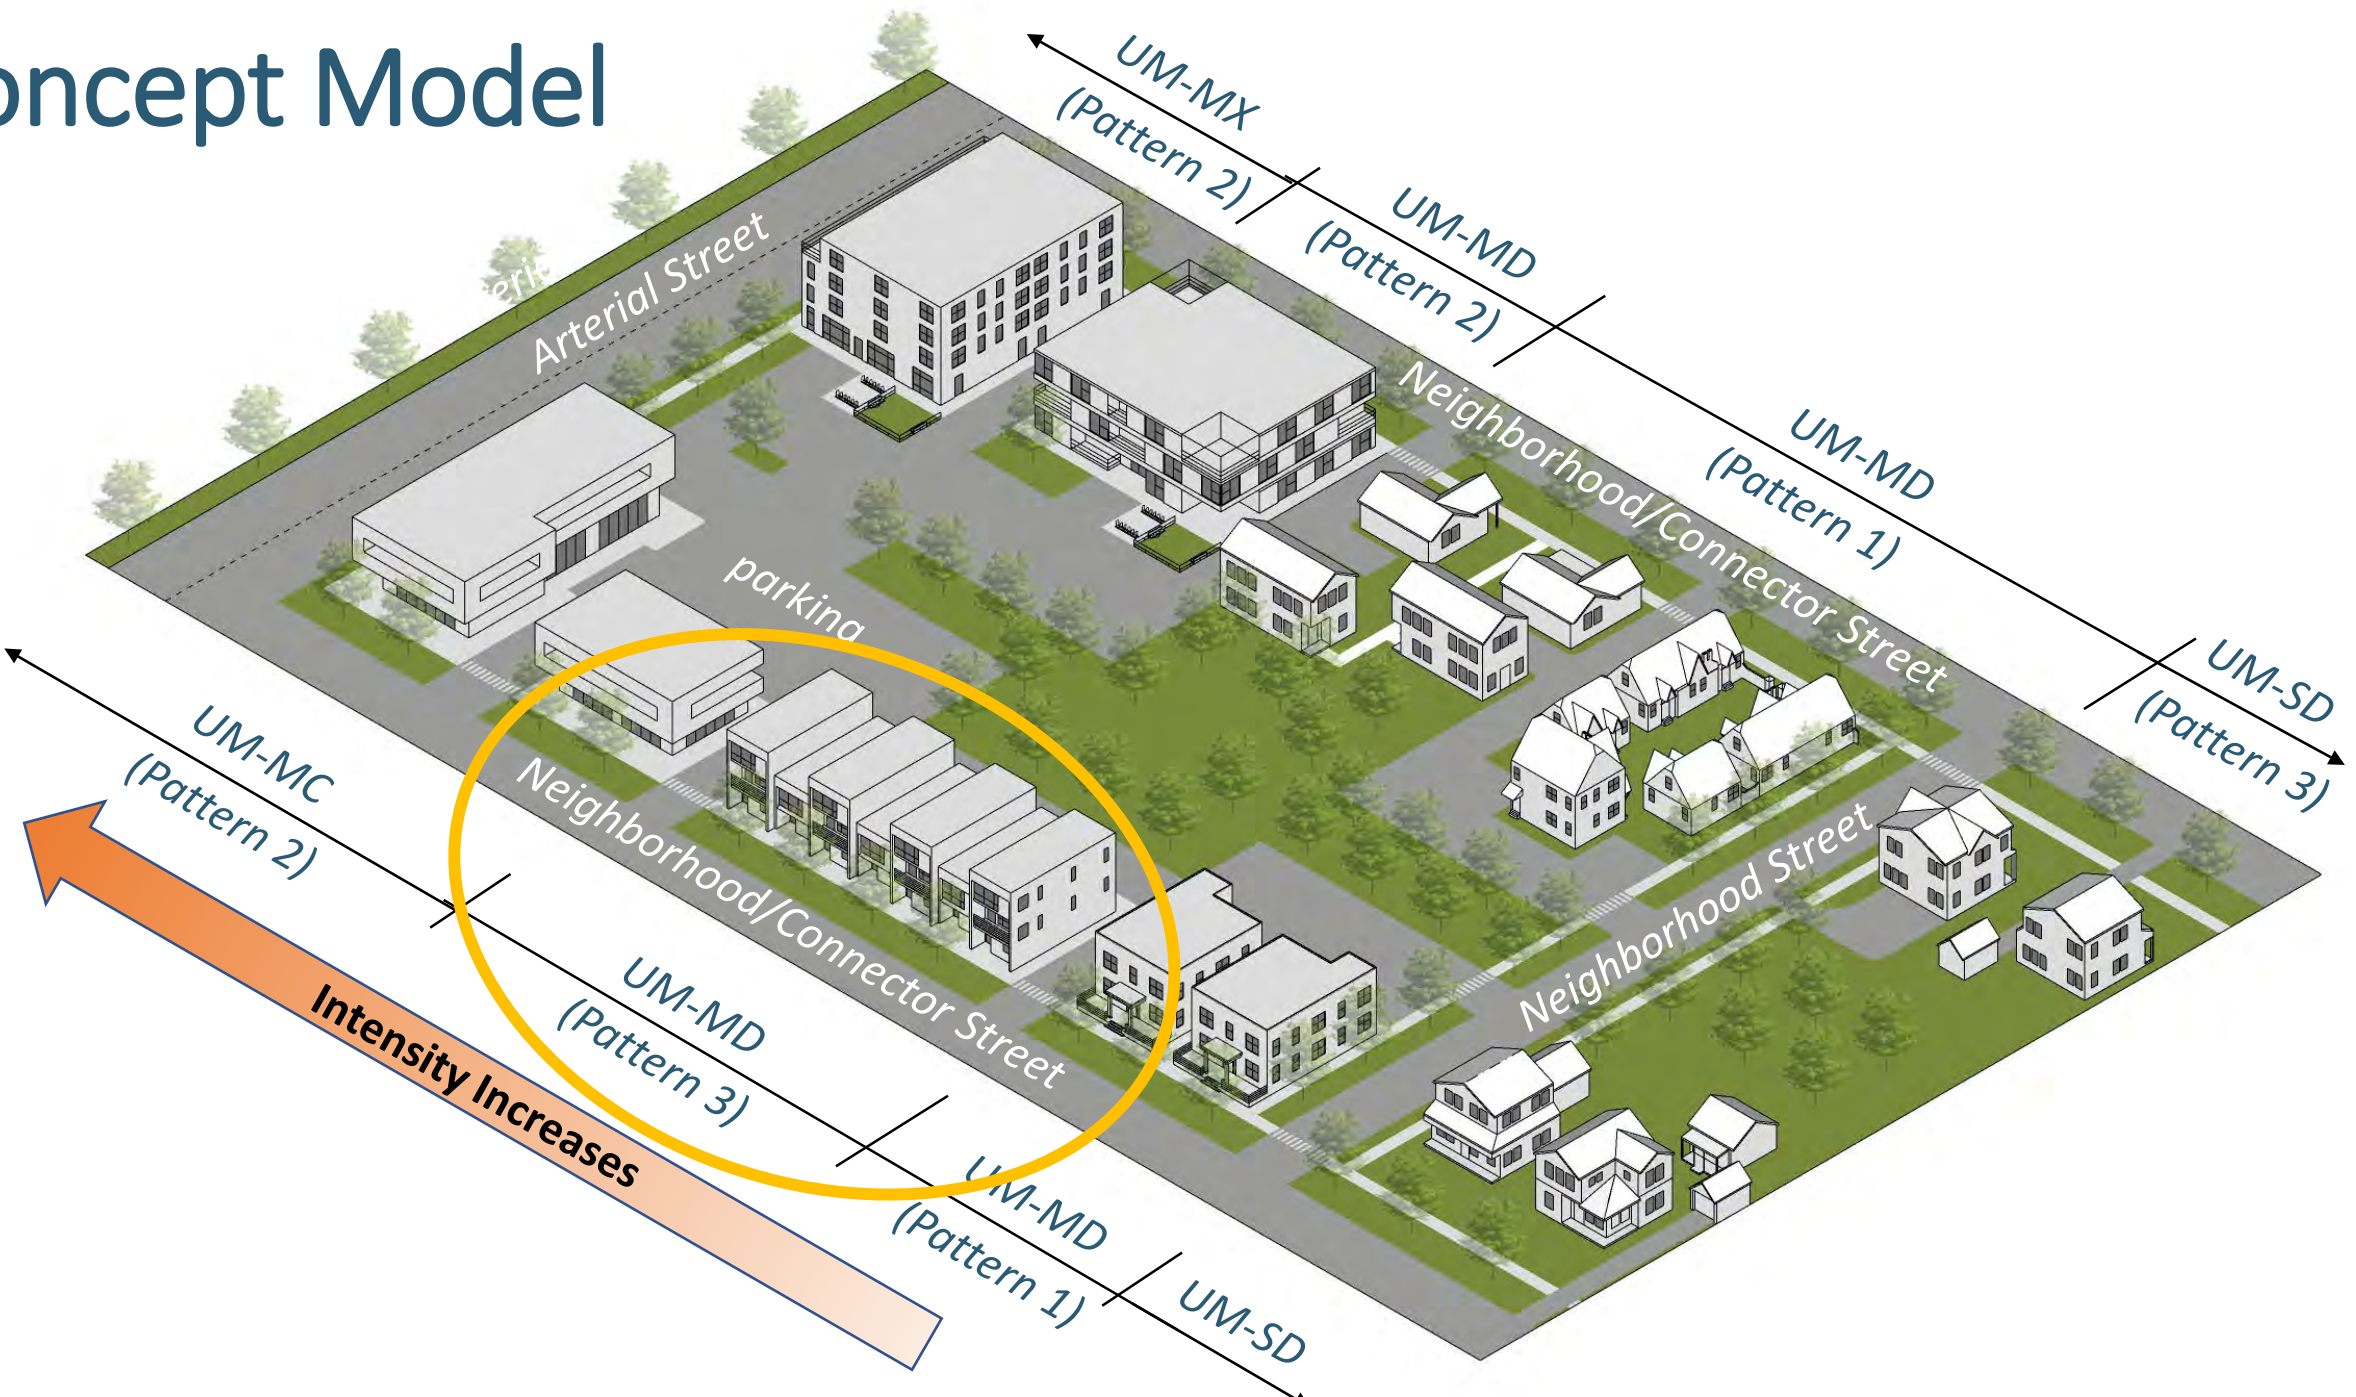 oncept Model
UM-MX
(Pattern 2)
UM-MD
(Pattern 2)
UM-MD
(Pattern 1)
UM-SD
(Pattern 3)
Arterial Street
Neighborhood/Connector Street
parking
Neighborhood Street
Neighborhood/Connector Street
UM-MC
(Pattern 2)
UM-MD
(Pattern 3)
UM-MD
(Pattern 1)
UM-SD
Intensity Increases